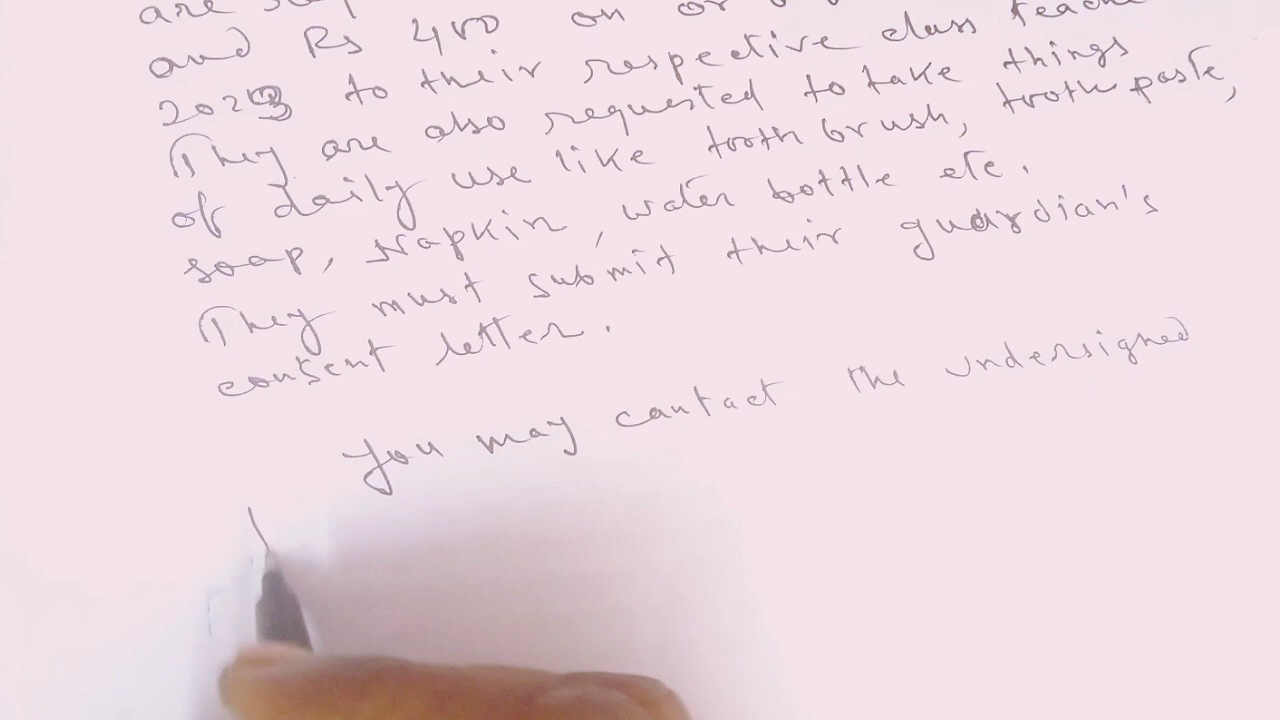 are
and Rs 400 on or
2023 to their respective class
They are also requested to take things
of daily use like tooth brush, tooth paste,
soap, Napkin, water bottle etc.
They must submit their guardian's
consent letter.
You may contact the undersigned